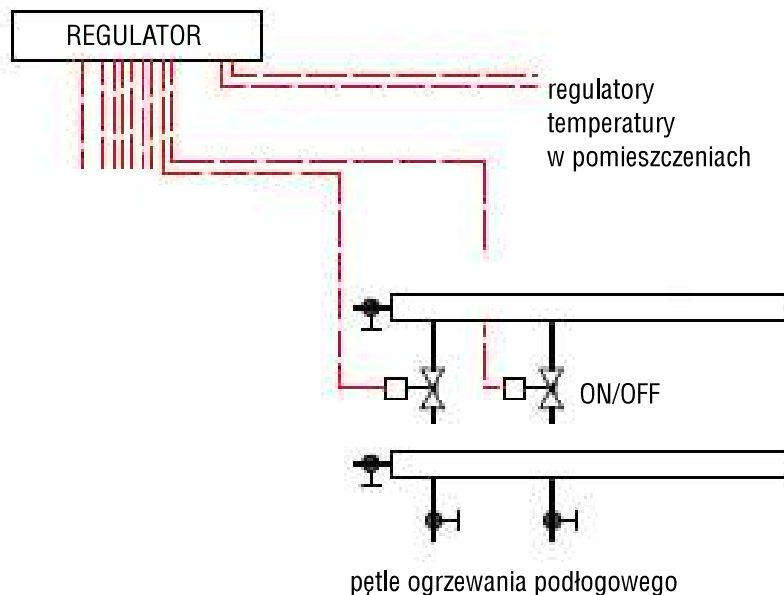 REGULATOR
regulatory
temperatury
w pomieszczeniach
ON/OFF
pętle ogrzewania podłogowego